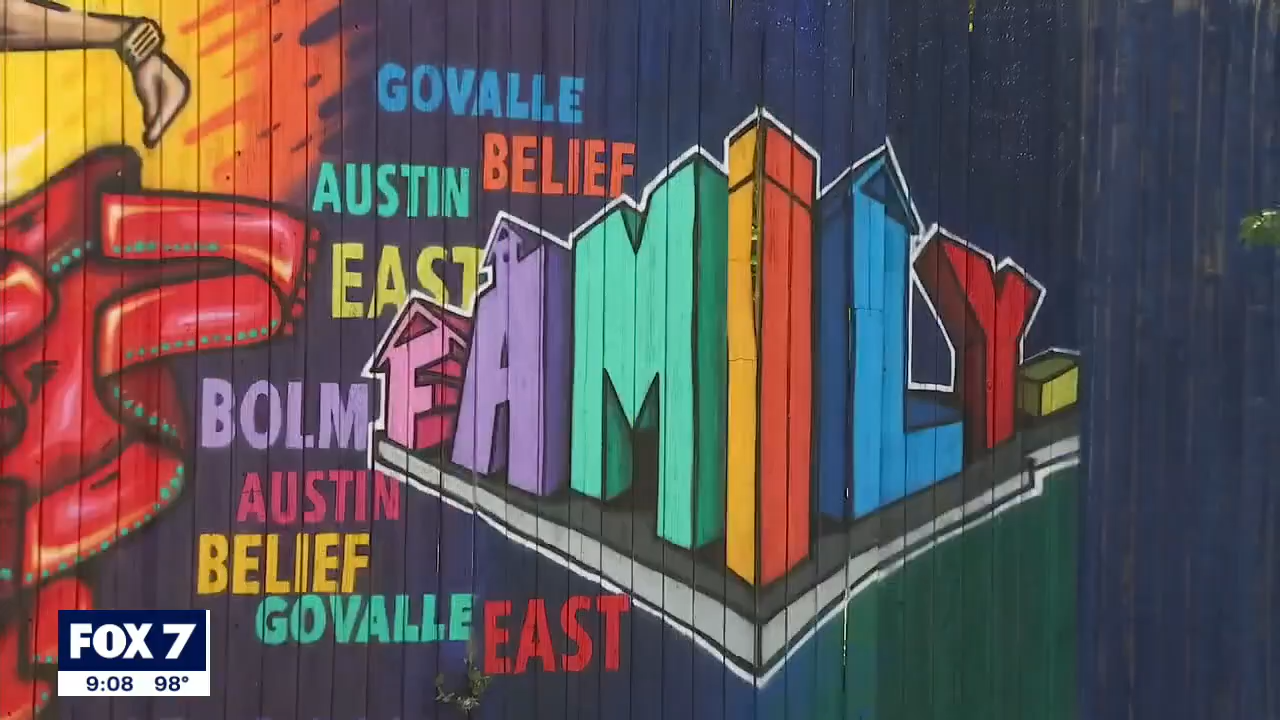 GOVALLE
BELIEF
AUSTIN
EAST
FAMILY
BOLM
AUSTIN
BELIEF
GOVALLE
EAST
FOX 7
9:08 98°